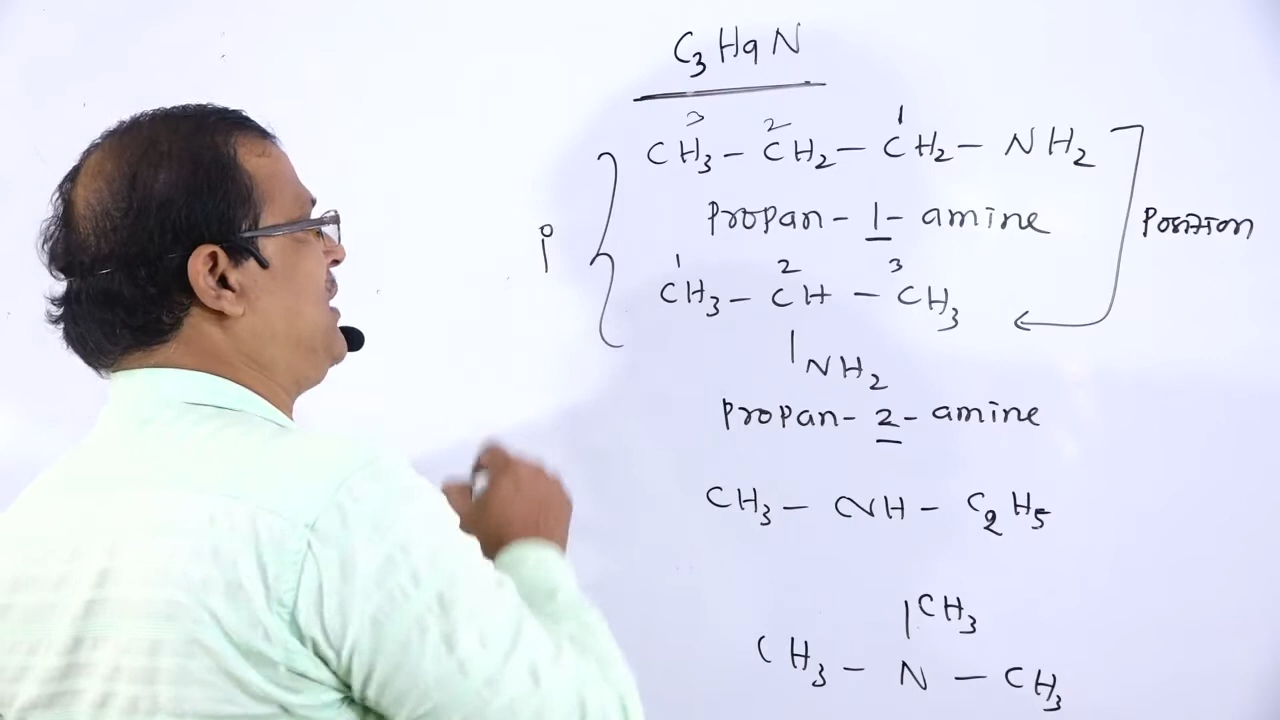 C3H9N
3 2 1
CH3 - CH2 - CH2 - NH2
Propan - 1 - amine
Position
1°
1 2 3
CH3 - CH - CH3
NH2
Propan - 2 - amine
CH3 - NH - C2H5
CH3
CH3 - N - CH3